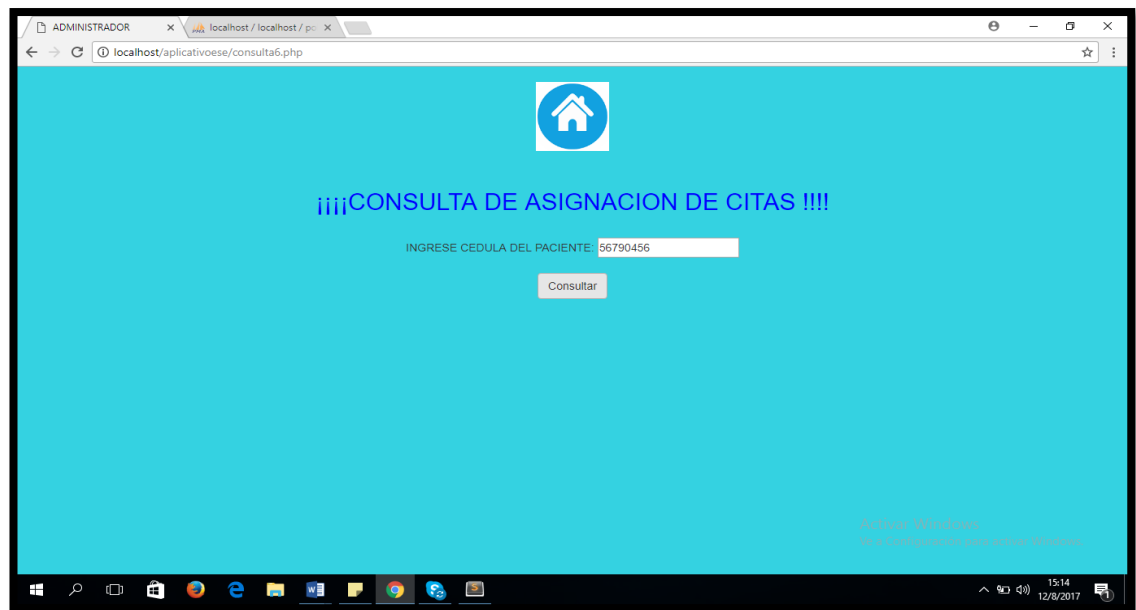 ADMINISTRADOR
localhost / localhost / po
localhost/aplicativoese/consulta6.php
¡¡¡¡CONSULTA DE ASIGNACION DE CITAS !!!!
INGRESE CEDULA DEL PACIENTE: 56790456
Consultar
Activar Windows
15:14
12/8/2017